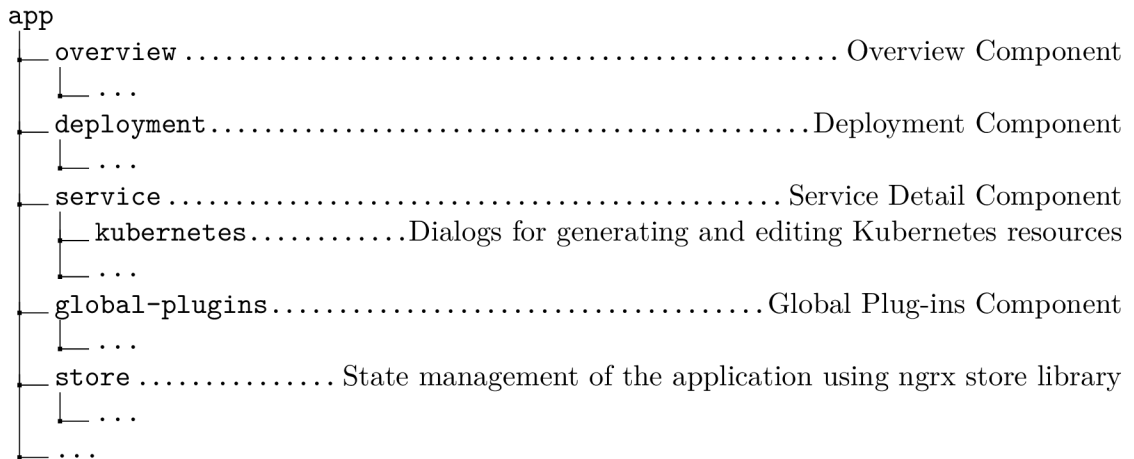 app
overview ................................................ Overview Component
...
deployment............................................Deployment Component
...
service ............................................. Service Detail Component
kubernetes............Dialogs for generating and editing Kubernetes resources
...
global-plugins....................................Global Plug-ins Component
...
store ............... State management of the application using ngrx store library
...
...